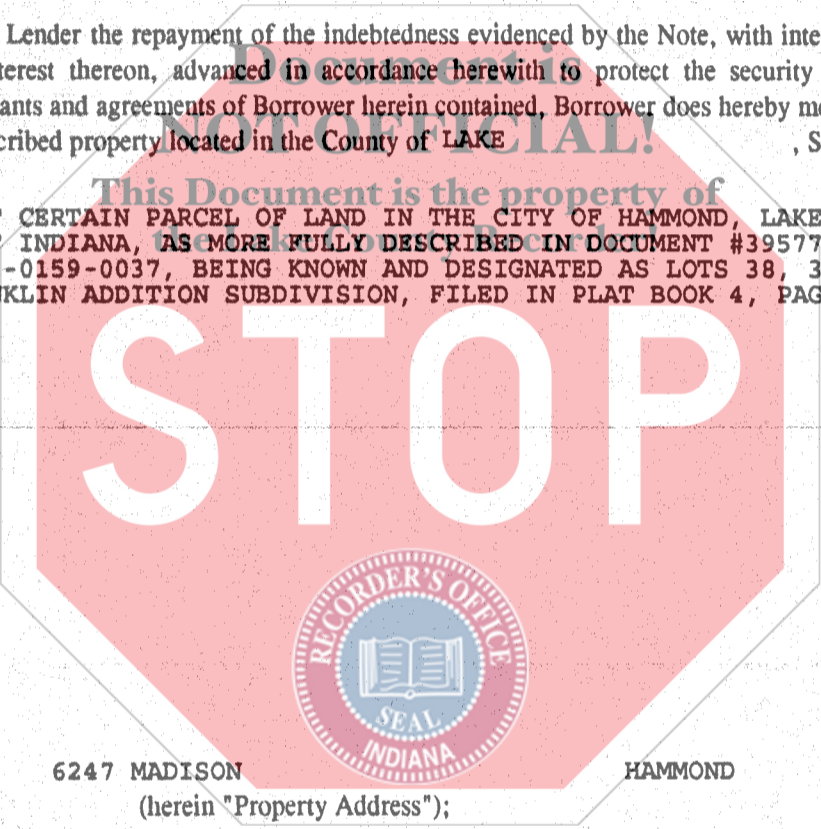 Lender the repayment of the indebtedness evidenced by the Note, with inte
terest thereon, advanced in accordance herewith to protect the security
ants and agreements of Borrower herein contained, Borrower does hereby mo
cribed property located in the County of LAKE , S
Document is
NOT OFFICIAL!
This Document is the property of
the Lake County Recorder!
CERTAIN PARCEL OF LAND IN THE CITY OF HAMMOND, LAKE
INDIANA, AS MORE FULLY DESCRIBED IN DOCUMENT #39577
-0159-0037, BEING KNOWN AND DESIGNATED AS LOTS 38, 3
KLIN ADDITION SUBDIVISION, FILED IN PLAT BOOK 4, PAG
STOP
RECORDER'S OFFICE
SEAL
INDIANA
6247 MADISON HAMMOND
(herein "Property Address");